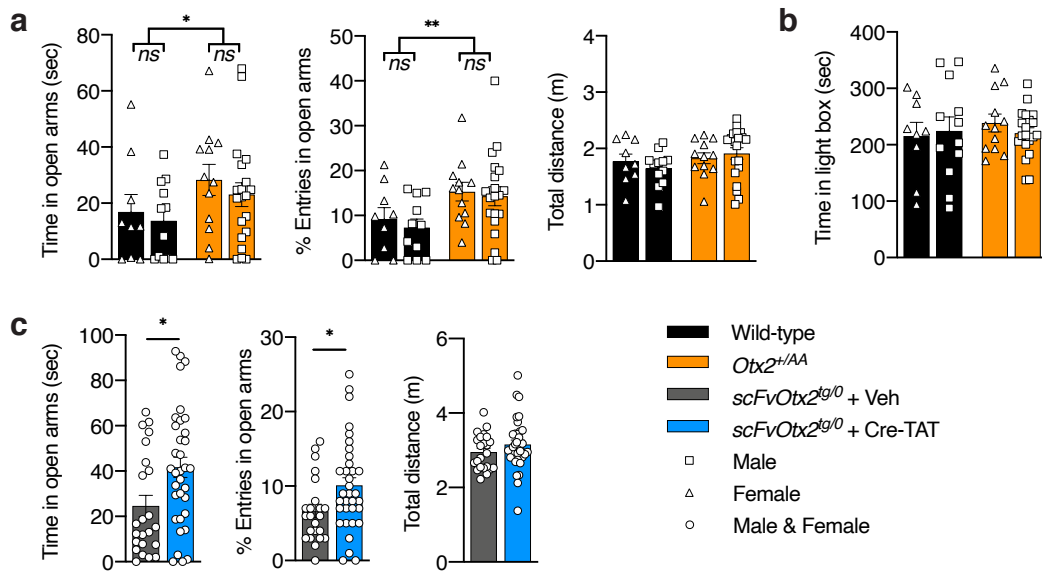 a
Time in open arms (sec)
80
60
40
20
0
*
ns
ns
% Entries in open arms
50
40
30
20
10
0
**
ns
ns
Total distance (m)
4
3
2
1
0
b
Time in light box (sec)
400
300
200
100
0
c
Time in open arms (sec)
100
80
60
40
20
0
*
% Entries in open arms
30
20
10
0
*
Total distance (m)
6
4
2
0
Wild-type
Otx2+/AA
scFvOtx2tg/0 + Veh
scFvOtx2tg/0 + Cre-TAT
Male
Female
Male & Female